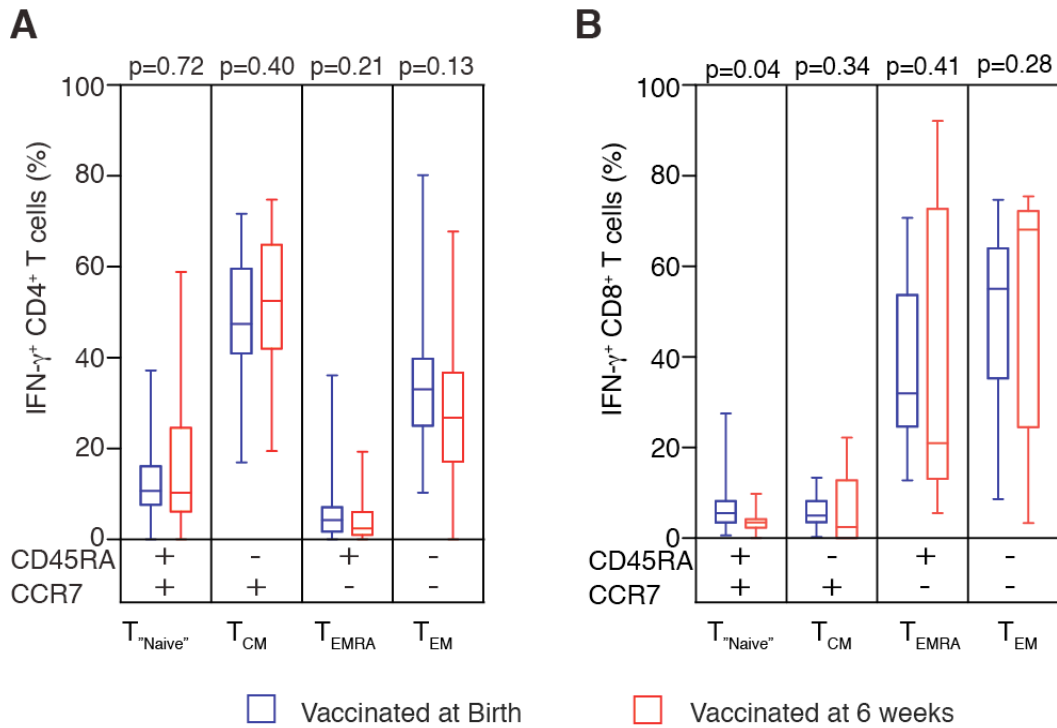 A
p=0.72 p=0.40 p=0.21 p=0.13
IFN-γ+ CD4+ T cells (%)
100
80
60
40
20
0
CD45RA + - + -
CCR7 + + - -
T"Naive" TCM TEMRA TEM
B
p=0.04 p=0.34 p=0.41 p=0.28
IFN-γ+ CD8+ T cells (%)
100
80
60
40
20
0
CD45RA + - + -
CCR7 + + - -
T"Naive" TCM TEMRA TEM
Vaccinated at Birth Vaccinated at 6 weeks